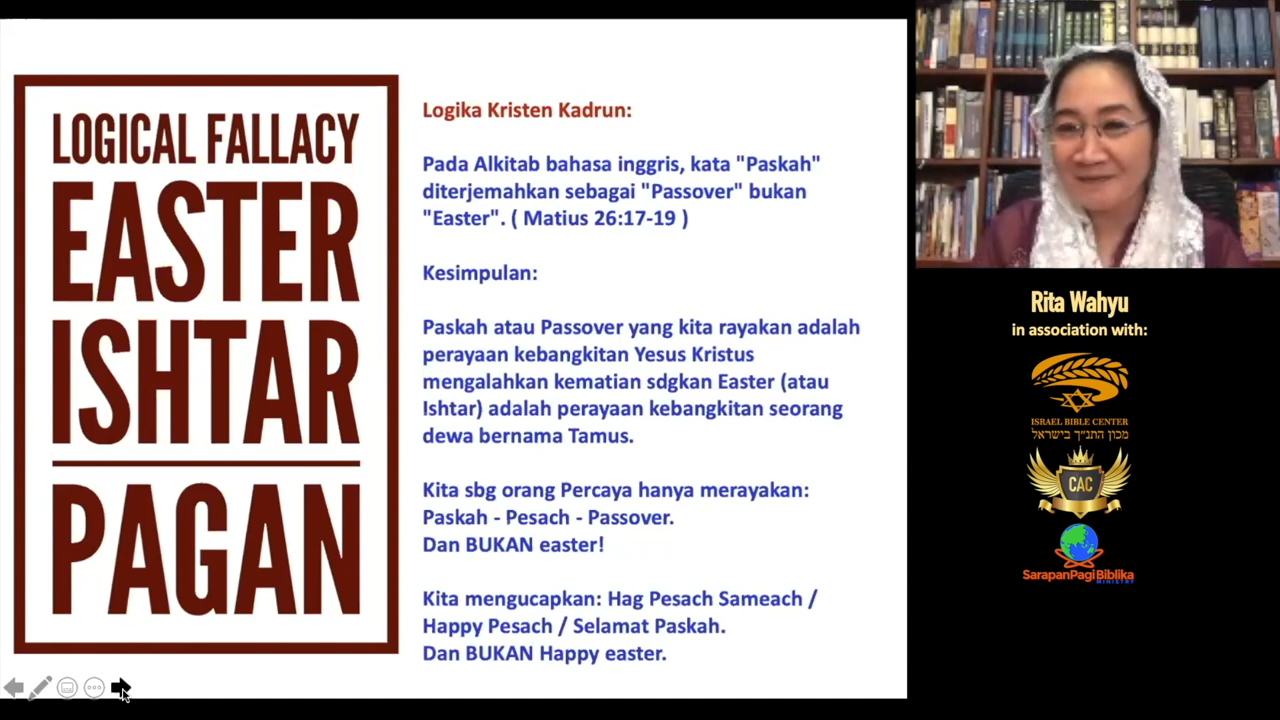 LOGICAL FALLACY
EASTER
ISHTAR
PAGAN
Logika Kristen Kadrun:
Pada Alkitab bahasa inggris, kata "Paskah"
diterjemahkan sebagai "Passover" bukan
"Easter". ( Matius 26:17-19 )
Kesimpulan:
Paskah atau Passover yang kita rayakan adalah
perayaan kebangkitan Yesus Kristus
mengalahkan kematian sdgkan Easter (atau
Ishtar) adalah perayaan kebangkitan seorang
dewa bernama Tamus.
Kita sbg orang Percaya hanya merayakan:
Paskah - Pesach - Passover.
Dan BUKAN easter!
Kita mengucapkan: Hag Pesach Sameach /
Happy Pesach / Selamat Paskah.
Dan BUKAN Happy easter.
Rita Wahyu
in association with:
ISRAEL BIBLE CENTER
מכון התנ״ך בישראל
CAC
SarapanPagiBiblika
MINISTRY